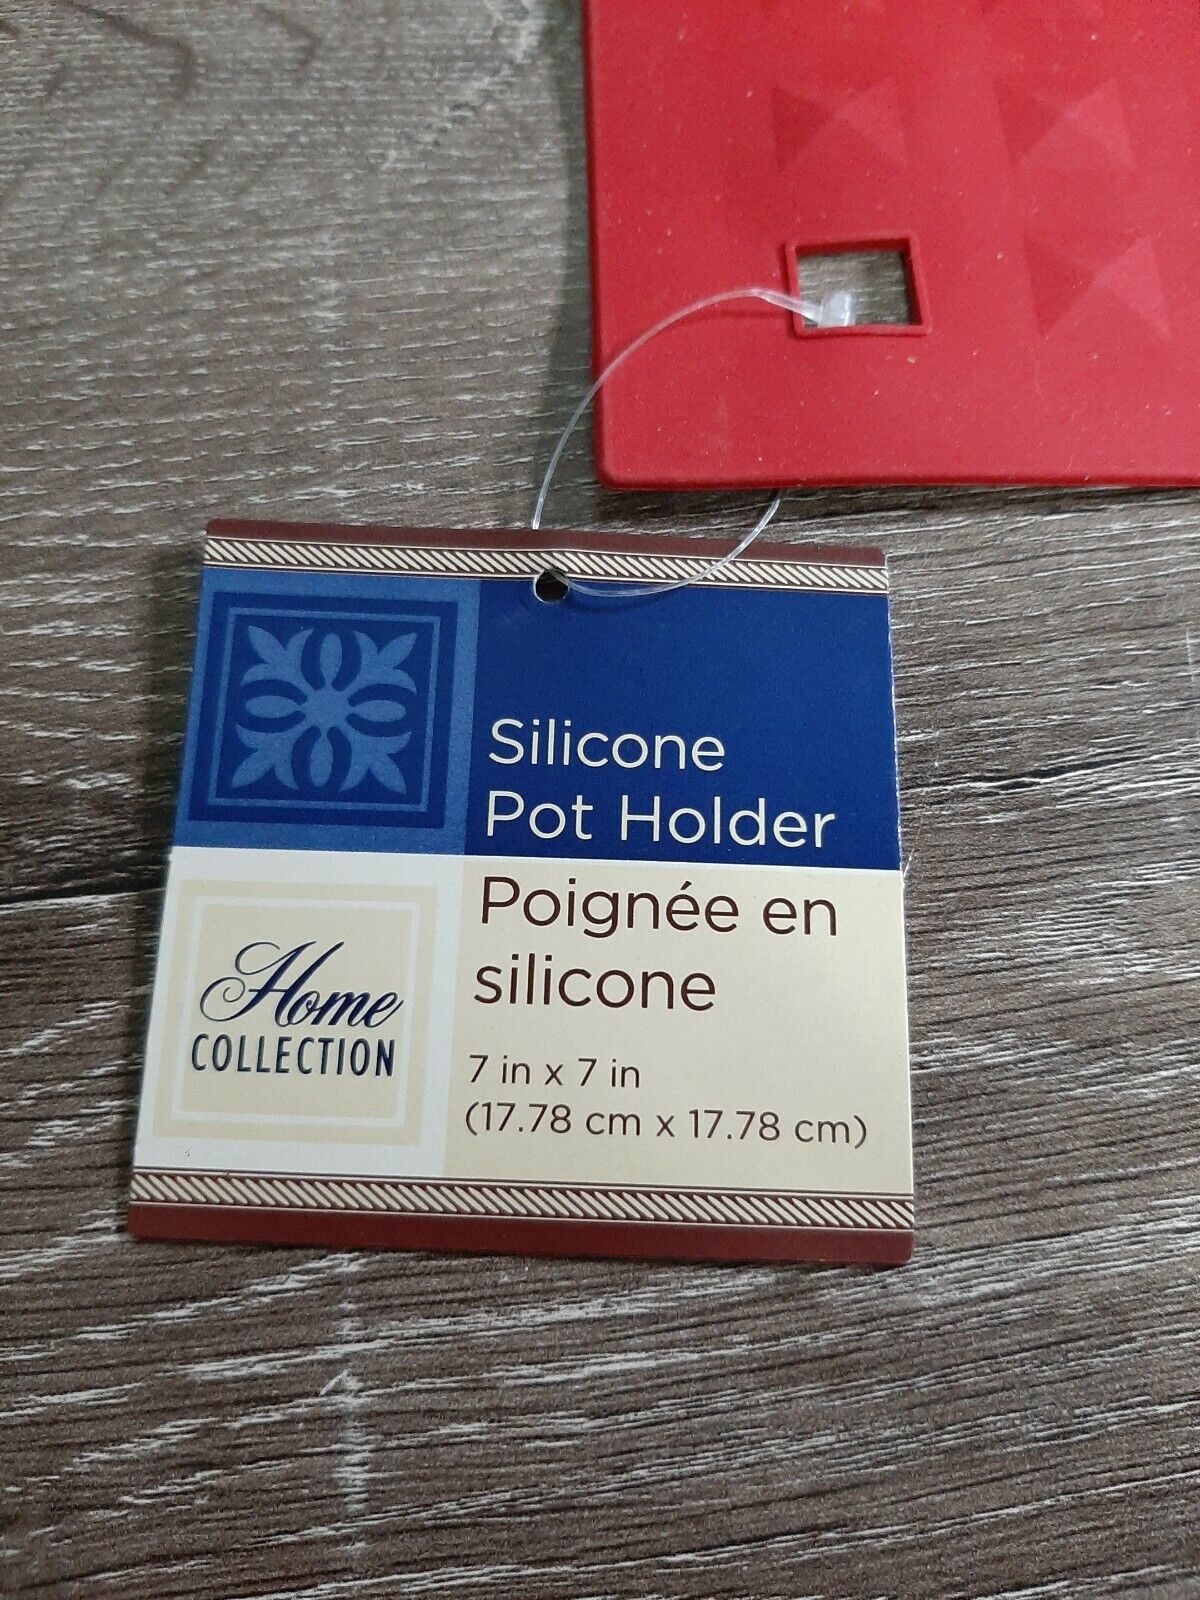 Silicone
Pot Holder
Poignée en
silicone
7 in x 7 in
(17.78 cm x 17.78 cm)
Home
COLLECTION